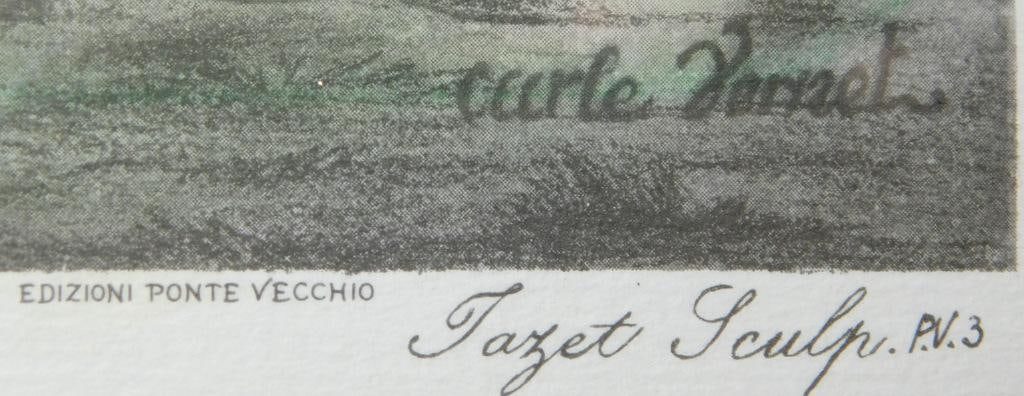 carle Vernet
EDIZIONI PONTE VECCHIO
Jazet Sculp. P.V.3